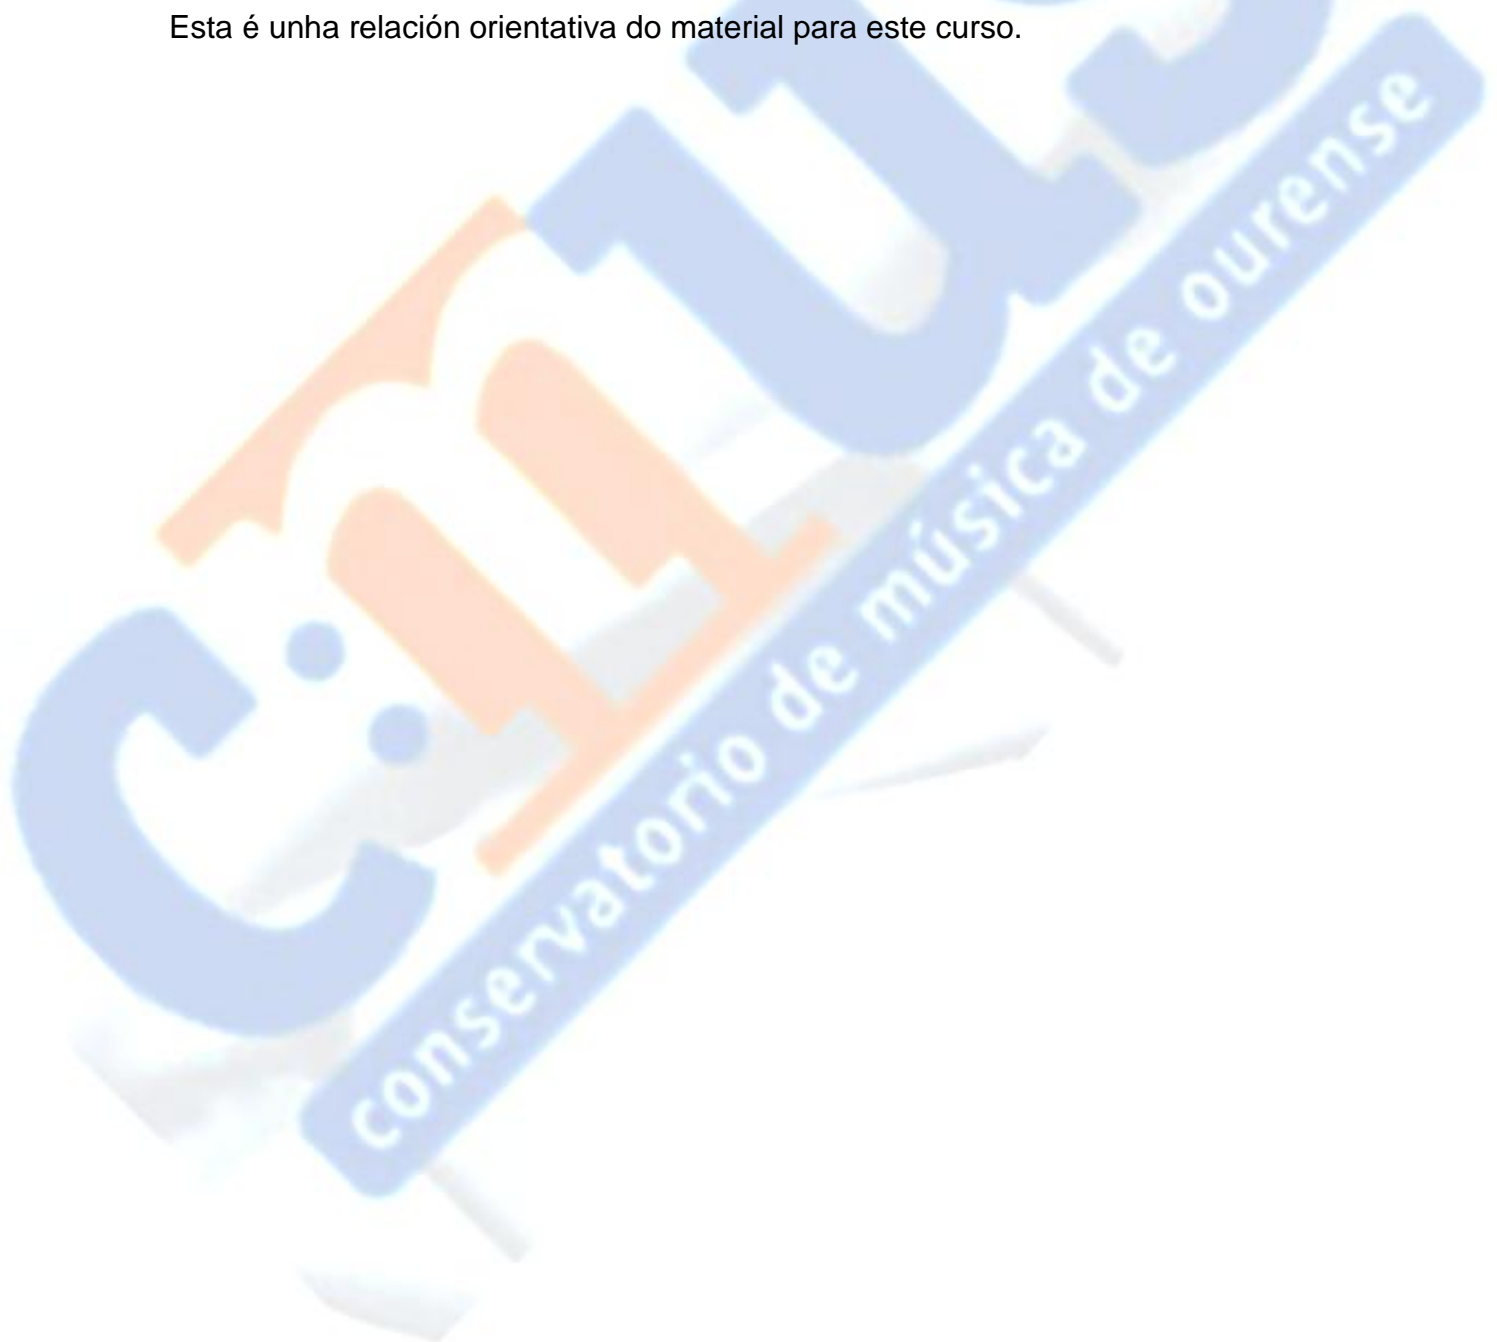 Esta é unha relación orientativa do material para este curso.
cmus
conservatorio de música de ourense